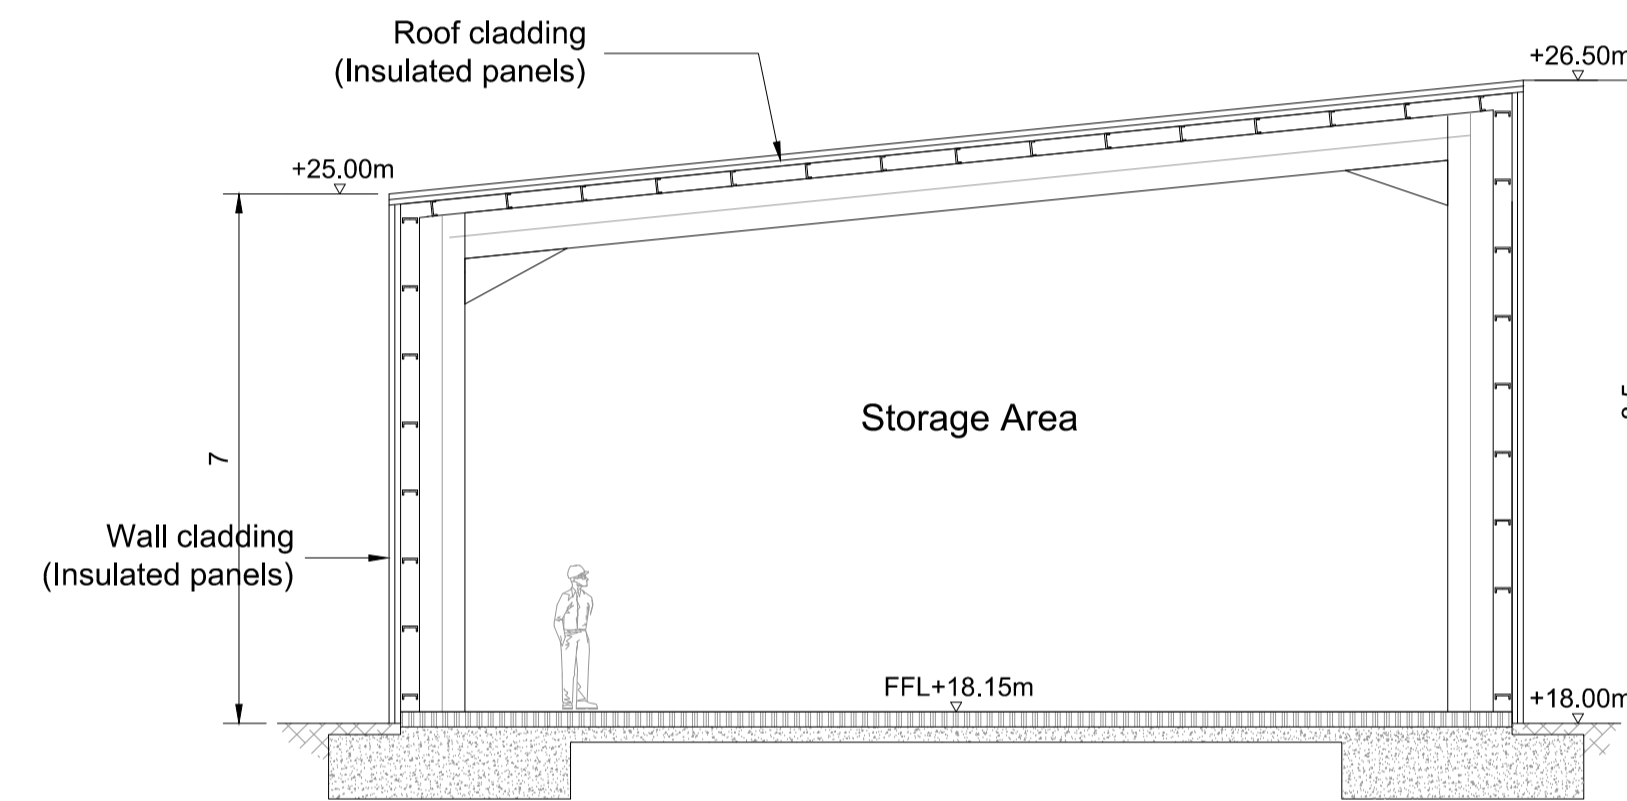 Roof cladding
(Insulated panels)
+26.50m
+25.00m
Storage Area
7
Wall cladding
(Insulated panels)
FFL+18.15m
+18.00m